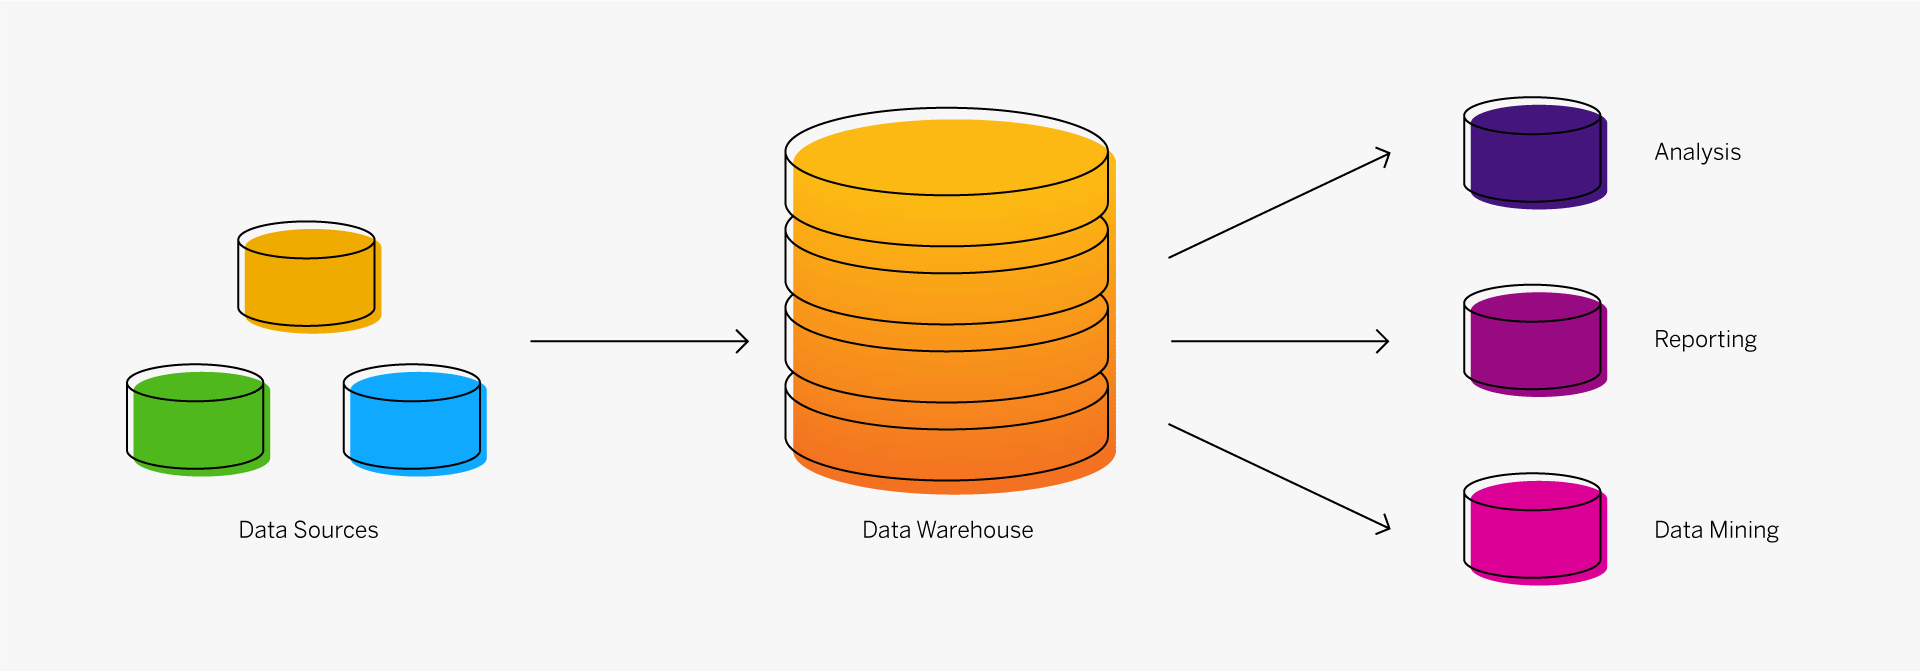 Data Sources
Data Warehouse
Analysis
Reporting
Data Mining